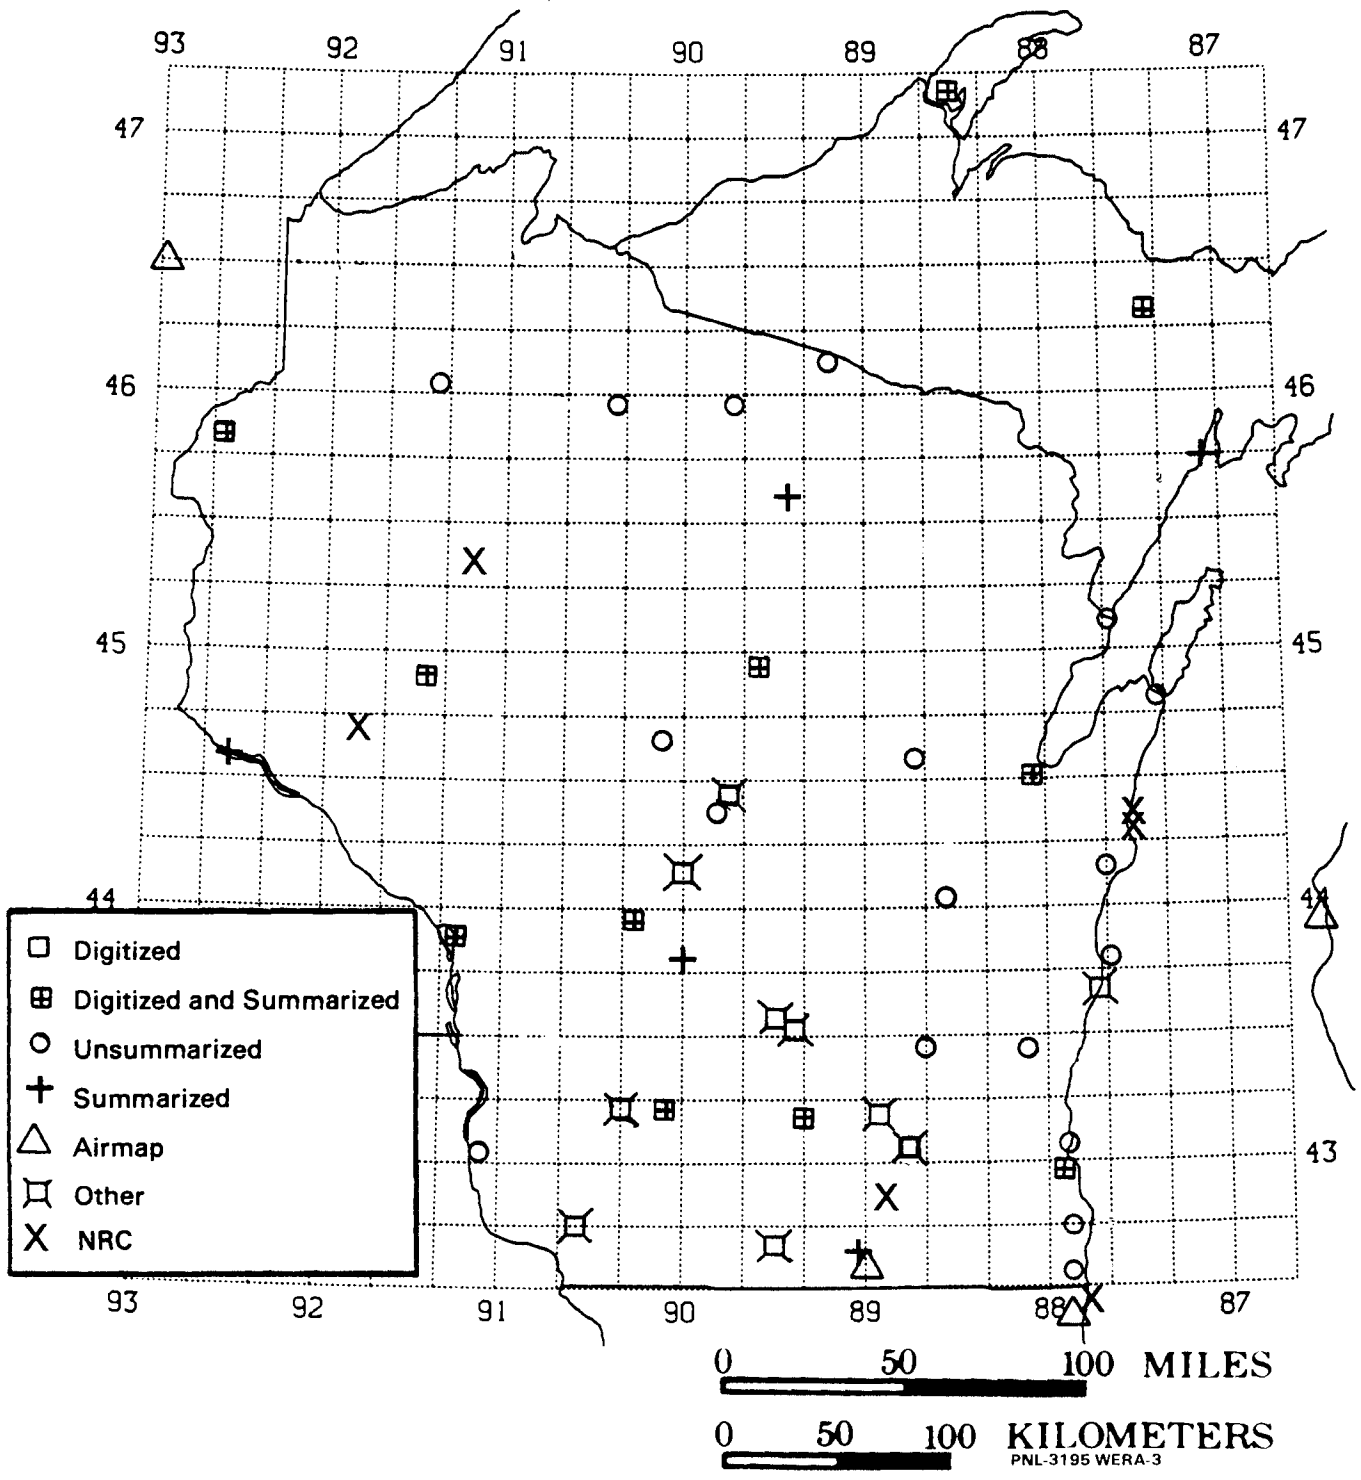 93 92 91 90 89 88 87
47 47
46 46
45 45
44 44
Digitized
Digitized and Summarized
Unsummarized
Summarized
Airmap
Other
NRC
43
93 92 91 90 89 88 87
0 50 100 MILES
0 50 100 KILOMETERS
PNL-3195 WERA-3